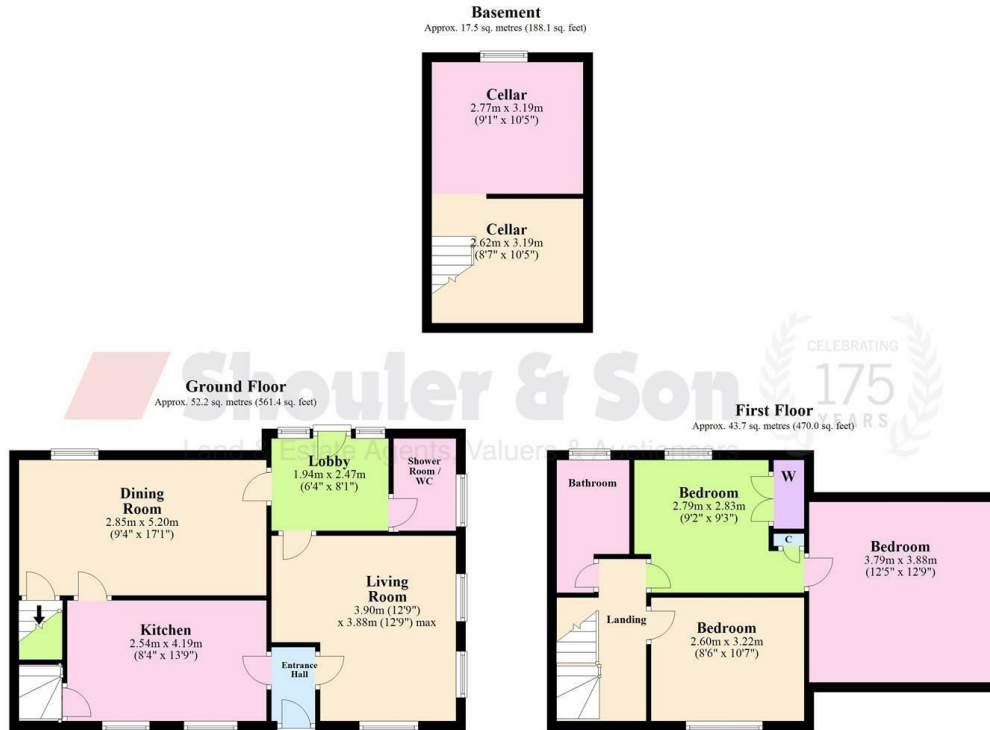 Basement
Approx. 17.5 sq. metres (188.1 sq. feet)
Cellar
2.77m x 3.19m
(9'1" x 10'5")
Cellar
2.62m x 3.19m
(8'7" x 10'5")
Shouler & Son
Land & Estate Agents, Valuers & Auctioneers
CELEBRATING
175
YEARS
Ground Floor
Approx. 52.2 sq. metres (561.4 sq. feet)
Lobby
1.94m x 2.47m
(6'4" x 8'1")
Shower
Room /
WC
Dining
Room
2.85m x 5.20m
(9'4" x 17'1")
Living
Room
3.90m (12'9")
x 3.88m (12'9") max
Kitchen
2.54m x 4.19m
(8'4" x 13'9")
Entrance
Hall
First Floor
Approx. 43.7 sq. metres (470.0 sq. feet)
Bathroom
Bedroom
2.79m x 2.83m
(9'2" x 9'3")
W
C
Bedroom
3.79m x 3.88m
(12'5" x 12'9")
Landing
Bedroom
2.60m x 3.22m
(8'6" x 10'7")